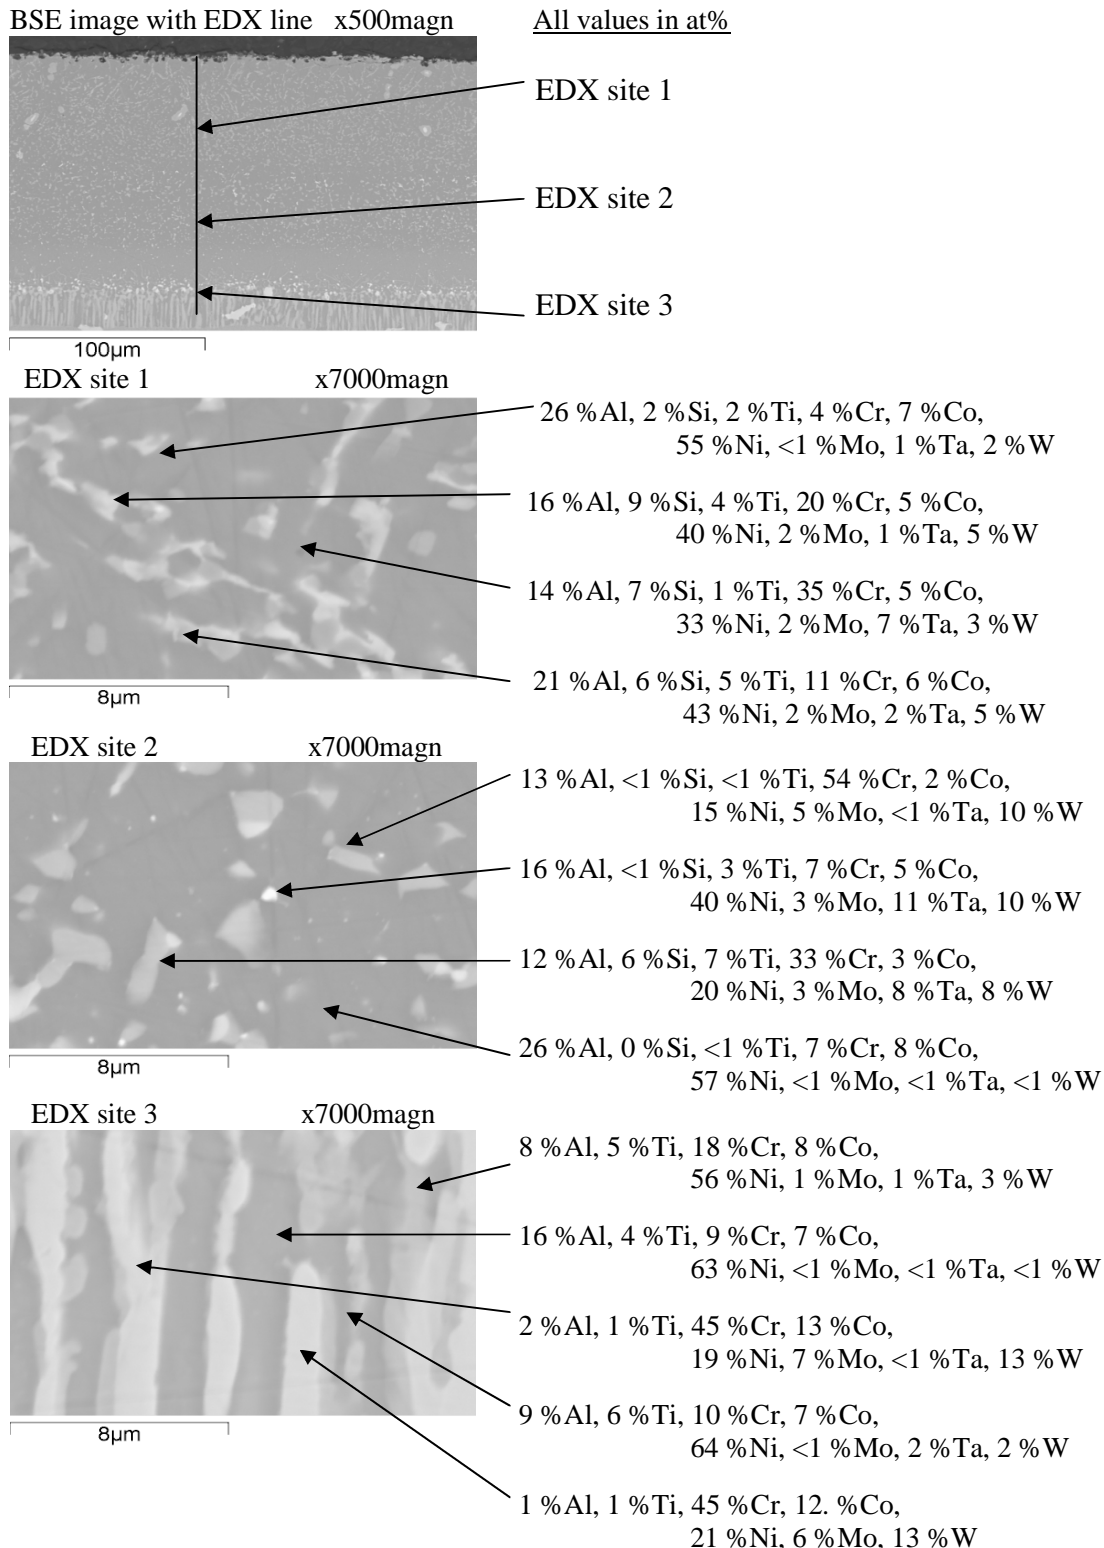 BSE image with EDX line x500magn
All values in at%
EDX site 1
EDX site 2
EDX site 3
100µm
EDX site 1 x7000magn
26 %Al, 2 %Si, 2 %Ti, 4 %Cr, 7 %Co,
55 %Ni, <1 %Mo, 1 %Ta, 2 %W
16 %Al, 9 %Si, 4 %Ti, 20 %Cr, 5 %Co,
40 %Ni, 2 %Mo, 1 %Ta, 5 %W
14 %Al, 7 %Si, 1 %Ti, 35 %Cr, 5 %Co,
33 %Ni, 2 %Mo, 7 %Ta, 3 %W
21 %Al, 6 %Si, 5 %Ti, 11 %Cr, 6 %Co,
43 %Ni, 2 %Mo, 2 %Ta, 5 %W
8µm
EDX site 2 x7000magn
13 %Al, <1 %Si, <1 %Ti, 54 %Cr, 2 %Co,
15 %Ni, 5 %Mo, <1 %Ta, 10 %W
16 %Al, <1 %Si, 3 %Ti, 7 %Cr, 5 %Co,
40 %Ni, 3 %Mo, 11 %Ta, 10 %W
12 %Al, 6 %Si, 7 %Ti, 33 %Cr, 3 %Co,
20 %Ni, 3 %Mo, 8 %Ta, 8 %W
26 %Al, 0 %Si, <1 %Ti, 7 %Cr, 8 %Co,
57 %Ni, <1 %Mo, <1 %Ta, <1 %W
8µm
EDX site 3 x7000magn
8 %Al, 5 %Ti, 18 %Cr, 8 %Co,
56 %Ni, 1 %Mo, 1 %Ta, 3 %W
16 %Al, 4 %Ti, 9 %Cr, 7 %Co,
63 %Ni, <1 %Mo, <1 %Ta, <1 %W
2 %Al, 1 %Ti, 45 %Cr, 13 %Co,
19 %Ni, 7 %Mo, <1 %Ta, 13 %W
9 %Al, 6 %Ti, 10 %Cr, 7 %Co,
64 %Ni, <1 %Mo, 2 %Ta, 2 %W
8µm
1 %Al, 1 %Ti, 45 %Cr, 12. %Co,
21 %Ni, 6 %Mo, 13 %W